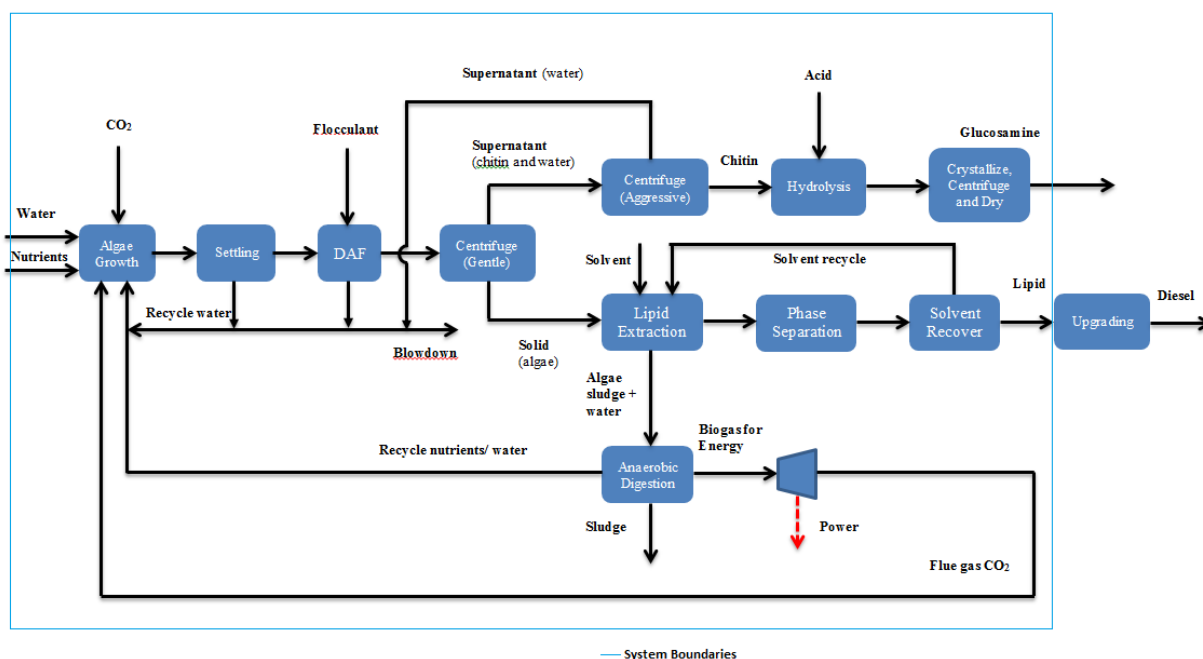 Supernatant (water)
Acid
CO₂
Flocculant
Supernatant
(chitin and water)
Glucosamine
Chitin
Centrifuge
(Aggressive)
Hydrolysis
Crystallize,
Centrifuge
and Dry
Water
Nutrients
Algae
Growth
Settling
DAF
Centrifuge
(Gentle)
Solvent
Solvent recycle
Lipid
Diesel
Lipid
Extraction
Phase
Separation
Solvent
Recover
Upgrading
Recycle water
Blowdown
Solid
(algae)
Algae
sludge +
water
Biogas for
Energy
Recycle nutrients/ water
Anaerobic
Digestion
Sludge
Power
Flue gas CO₂
System Boundaries